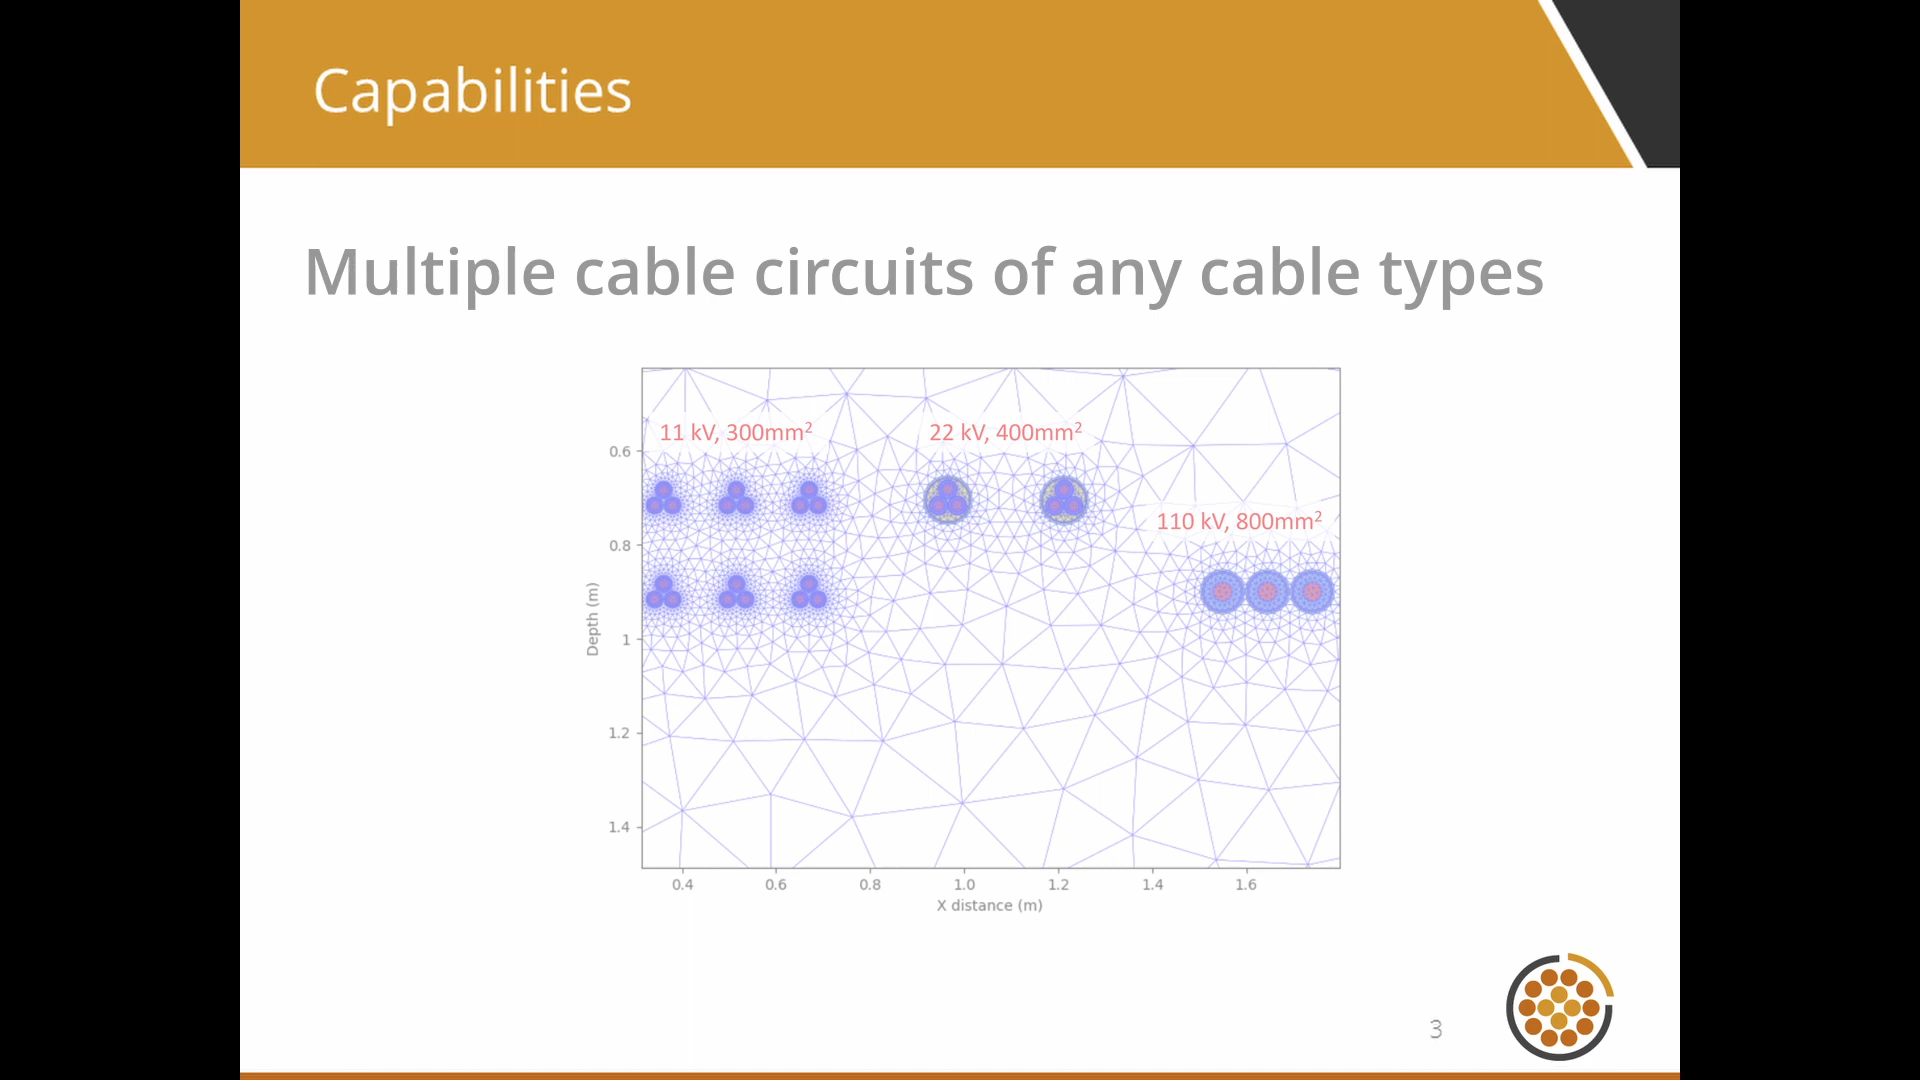 Capabilities
Multiple cable circuits of any cable types
11 kV, 300mm²
22 kV, 400mm²
110 kV, 800mm²
0.6
0.8
1
1.2
1.4
Depth (m)
0.4 0.6 0.8 1.0 1.2 1.4 1.6
X distance (m)
3